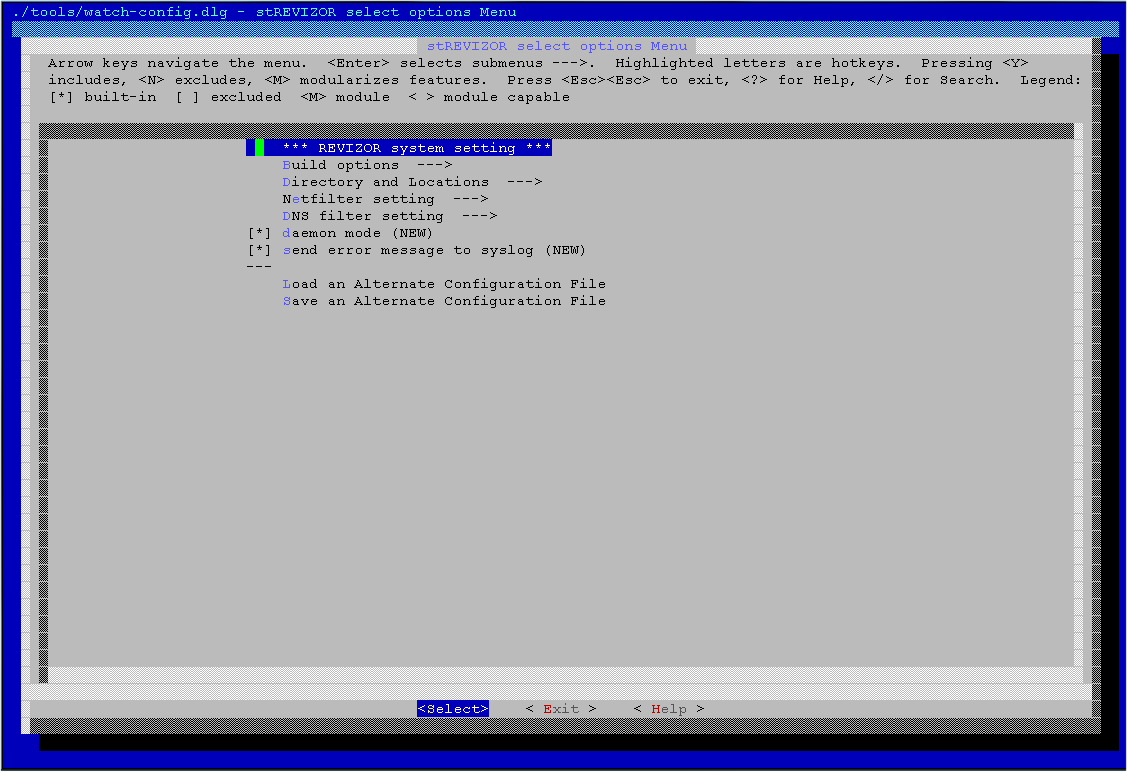 ./tools/watch-config.dlg - stREVIZOR select options Menu
stREVIZOR select options Menu
Arrow keys navigate the menu.  <Enter> selects submenus --->.  Highlighted letters are hotkeys.  Pressing <Y>
includes, <N> excludes, <M> modularizes features.  Press <Esc><Esc> to exit, <?> for Help, </> for Search.  Legend:
[*] built-in  [ ] excluded  <M> module  < > module capable
*** REVIZOR system setting ***
Build options  --->
Directory and Locations  --->
Netfilter setting  --->
DNS filter setting  --->
[*] daemon mode (NEW)
[*] send error message to syslog (NEW)
---
Load an Alternate Configuration File
Save an Alternate Configuration File
<Select>    < Exit >    < Help >